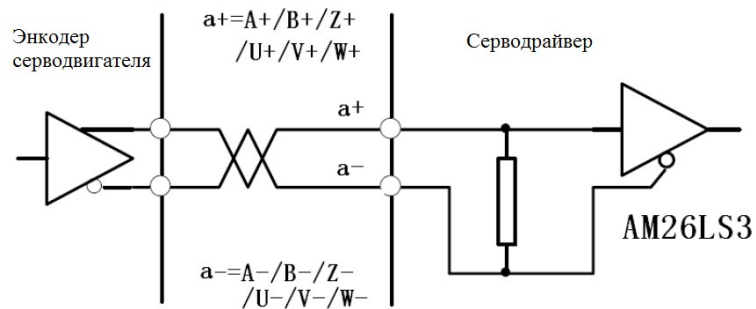 Энкодер
серводвигателя
a+=A+/B+/Z+
/U+/V+/W+
Серводрайвер
a+
a-
AM26LS3
a-=A-/B-/Z-
/U-/V-/W-